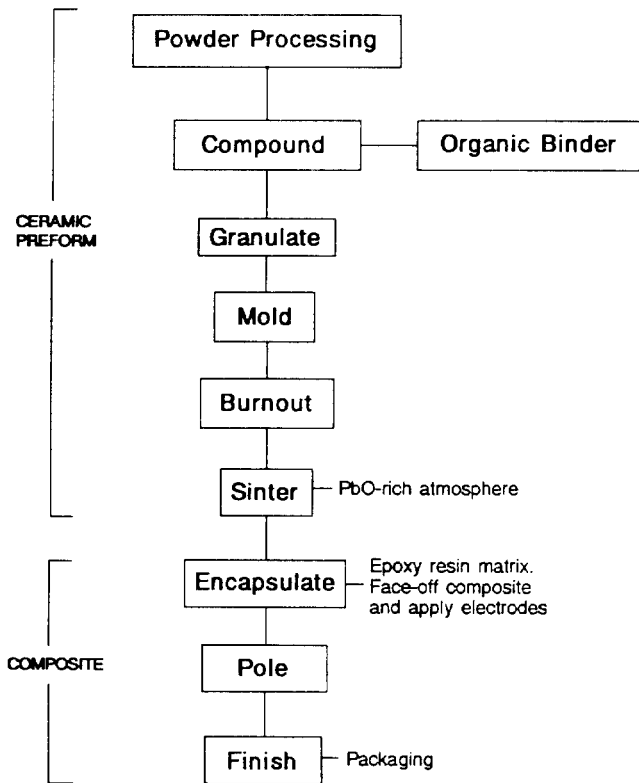 Powder Processing
Compound
Organic Binder
CERAMIC
PREFORM
Granulate
Mold
Burnout
Sinter
PbO-rich atmosphere
Encapsulate
Epoxy resin matrix.
Face-off composite
and apply electrodes
COMPOSITE
Pole
Finish
Packaging